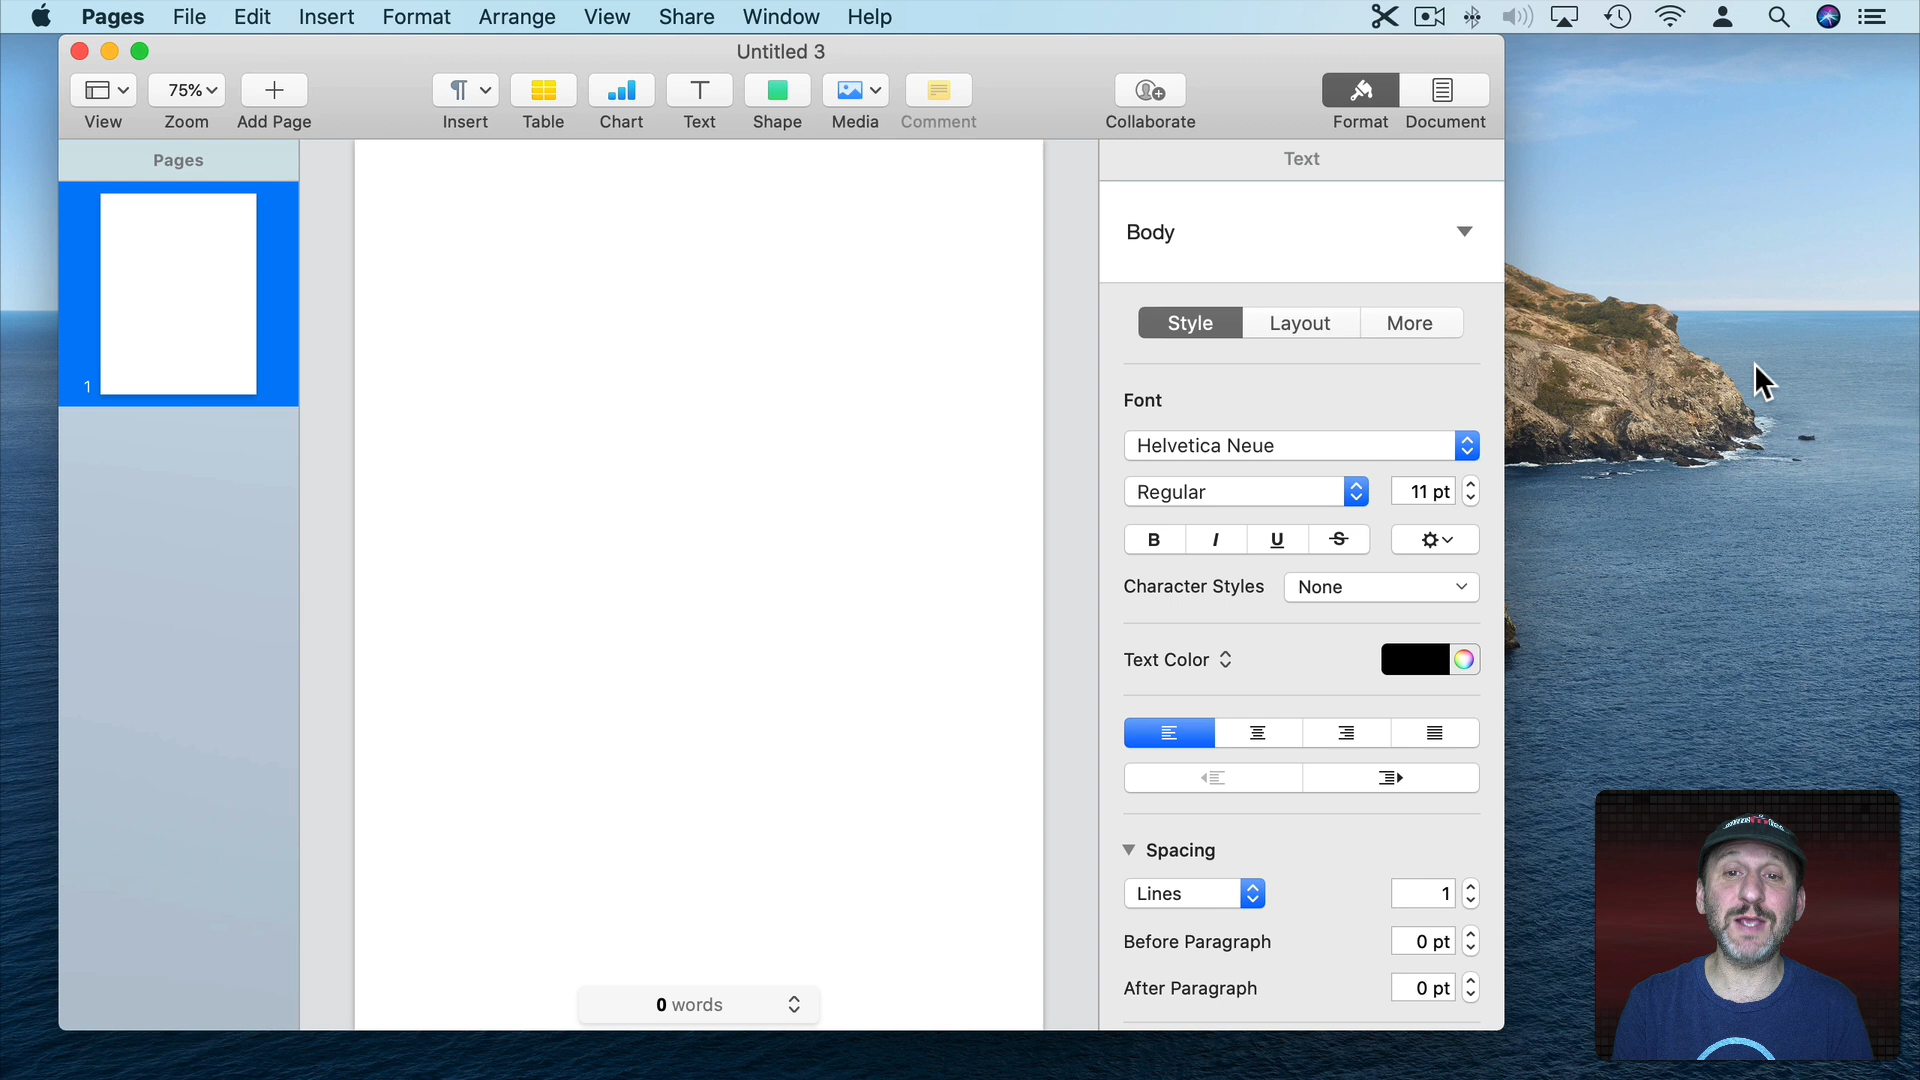 Pages File Edit Insert Format Arrange View Share Window Help
Untitled 3
75%
View Zoom Add Page Insert Table Chart Text Shape Media Comment Collaborate Format Document
Pages
1
0 words
Text
Body
Style Layout More
Font
Helvetica Neue
Regular 11 pt
B I U S
Character Styles None
Text Color
Spacing
Lines 1
Before Paragraph 0 pt
After Paragraph 0 pt